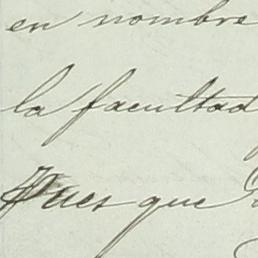 en nombre
la facultad
Pues que